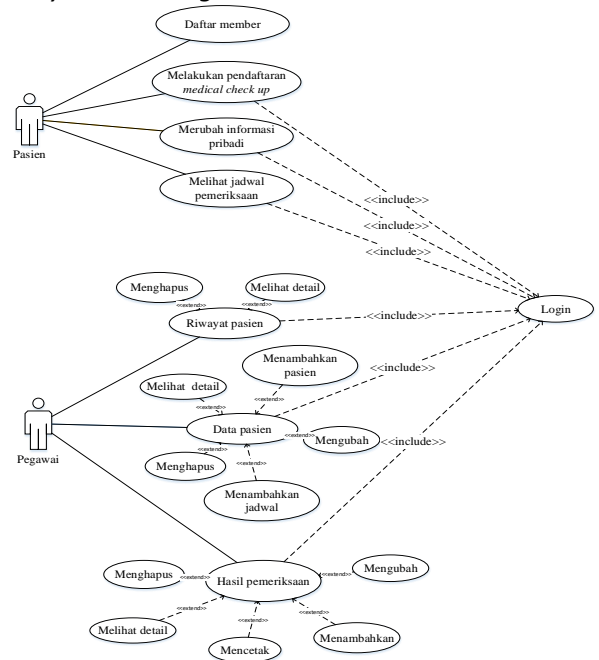 Daftar member
Melakukan pendaftaran
medical check up
Merubah informasi
pribadi
Pasien
Melihat jadwal
pemeriksaan
<<include>>
<<include>>
<<include>>
Menghapus
Melihat detail
<<extend>>
<<extend>>
Riwayat pasien
<<include>>
Login
Menambahkan
pasien
<<include>>
Melihat detail
<<extend>>
<<extend>>
Data pasien
<<extend>>
Mengubah
<<include>>
<<extend>>
Pegawai
Menghapus
<<extend>>
Menambahkan
jadwal
Menghapus
<<extend>>
Hasil pemeriksaan
<<extend>>
Mengubah
<<extend>>
<<extend>>
<<extend>>
Melihat detail
Mencetak
Menambahkan